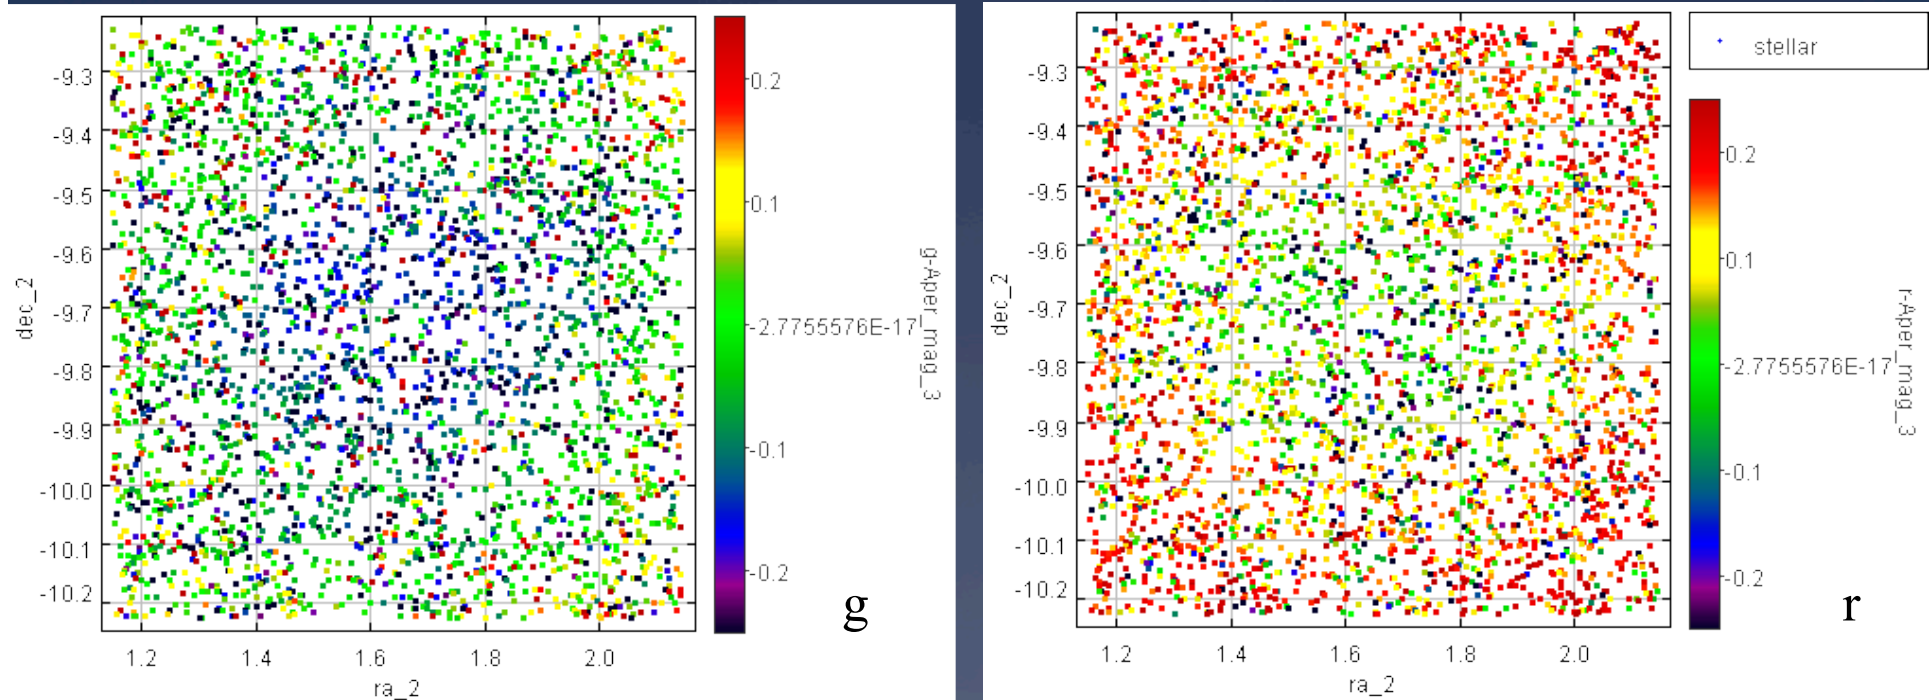 -9.3
-9.4
-9.5
-9.6
-9.7
-9.8
-9.9
-10.0
-10.1
-10.2
dec_2
1.2 1.4 1.6 1.8 2.0
ra_2
0.2
0.1
-2.7755576E-17
-0.1
-0.2
g-Aper_mag_3
g
-9.3
-9.4
-9.5
-9.6
-9.7
-9.8
-9.9
-10.0
-10.1
-10.2
dec_2
1.2 1.4 1.6 1.8 2.0
ra_2
stellar
0.2
0.1
-2.7755576E-17
-0.1
-0.2
r-Aper_mag_3
r